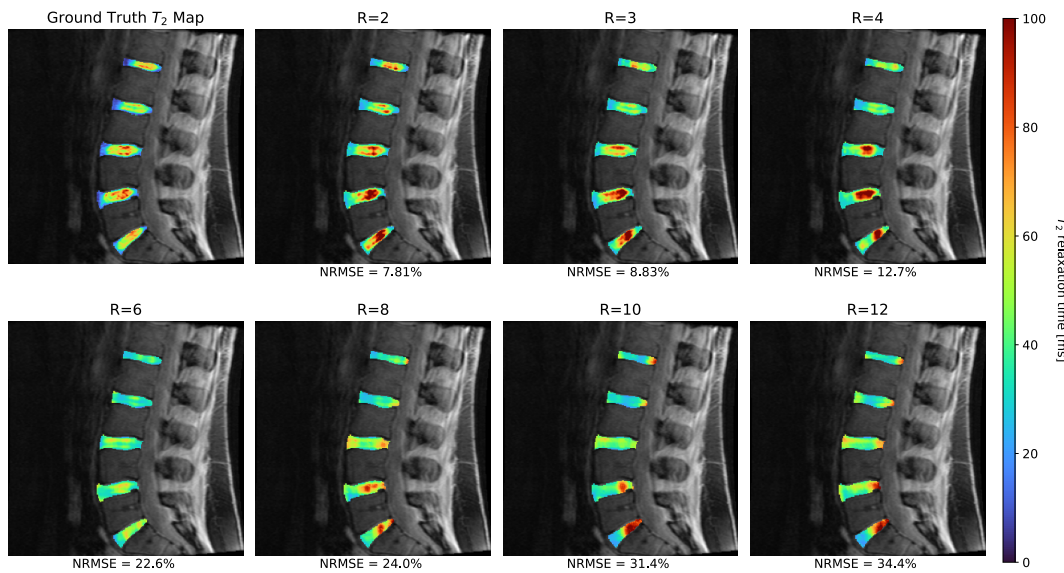 Ground Truth T₂ Map
R=2
R=3
R=4
NRMSE = 7.81%
NRMSE = 8.83%
NRMSE = 12.7%
R=6
R=8
R=10
R=12
NRMSE = 22.6%
NRMSE = 24.0%
NRMSE = 31.4%
NRMSE = 34.4%
100
80
60
40
20
0
T₂ relaxation time [ms]